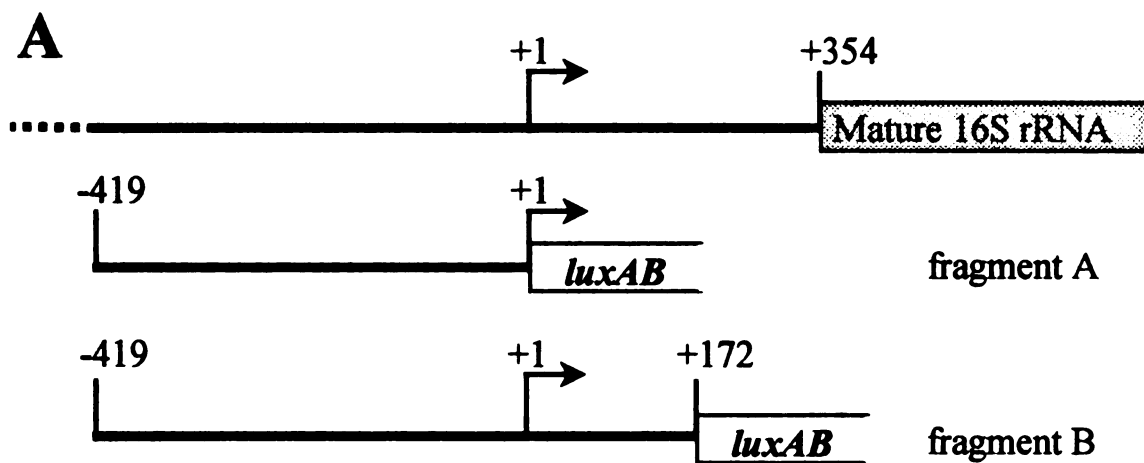 A
+1
+354
Mature 16S rRNA
-419
+1
luxAB
fragment A
-419
+1
+172
luxAB
fragment B